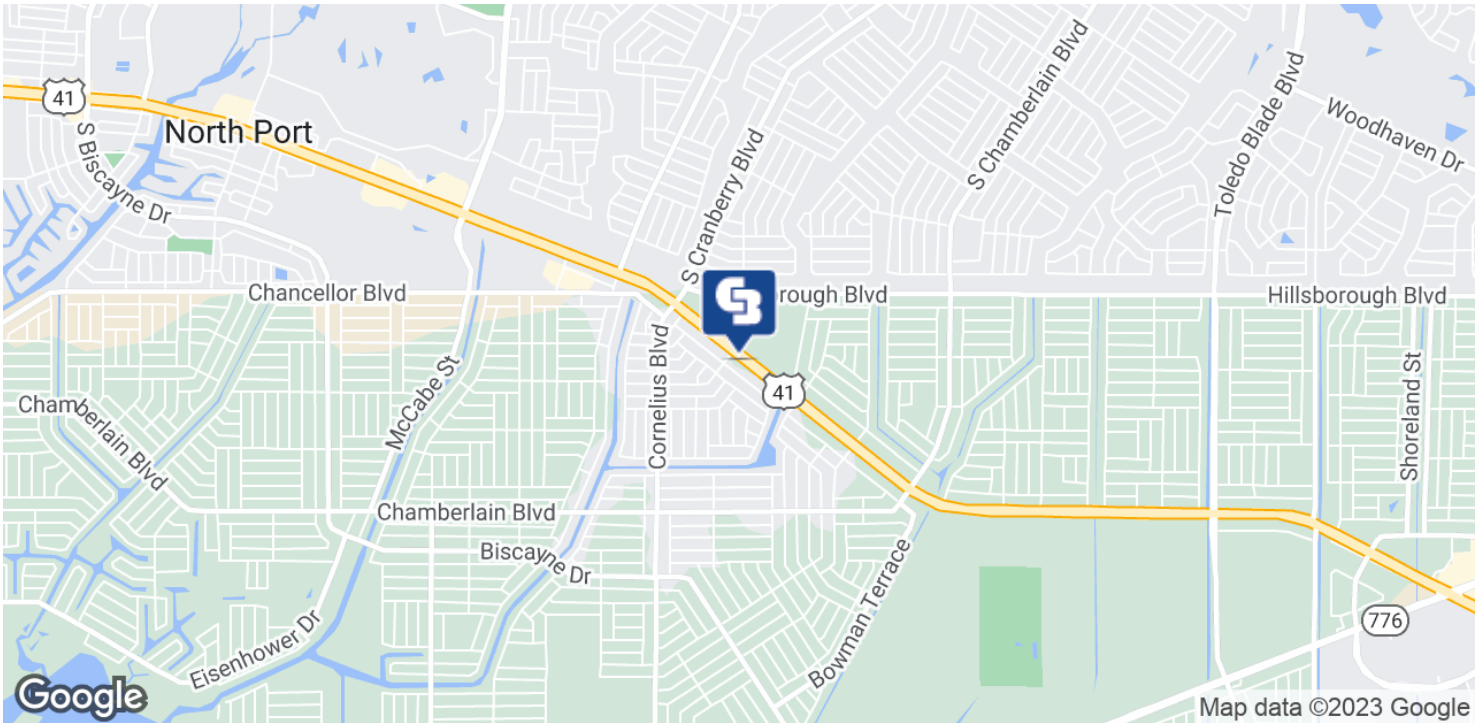 41
North Port
S Biscayne Dr
S Cranberry Blvd
S Chamberlain Blvd
Toledo Blade Blvd
Woodhaven Dr
Chancellor Blvd
CB
rough Blvd
Hillsborough Blvd
Cornelius Blvd
McCabe St
41
Chamberlain Blvd
Shoreland St
Chamberlain Blvd
Biscayne Dr
Bowman Terrace
Eisenhower Dr
776
Google
Map data ©2023 Google